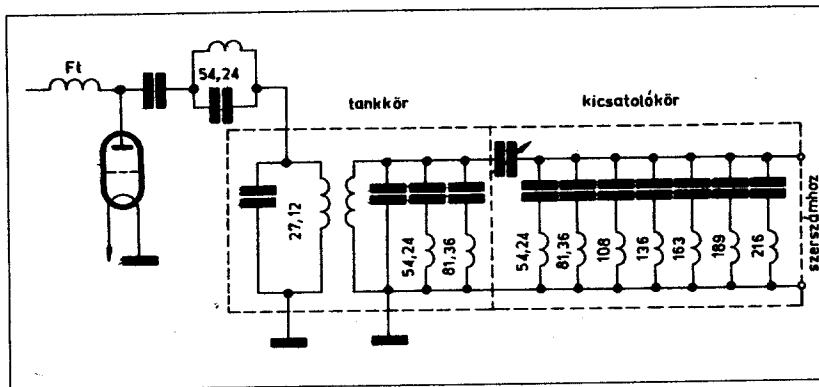 Ft
54,24
tankkör
kicsatolókör
27,12
54,24
81,36
54,24
81,36
108
136
163
189
216
szerszámhoz